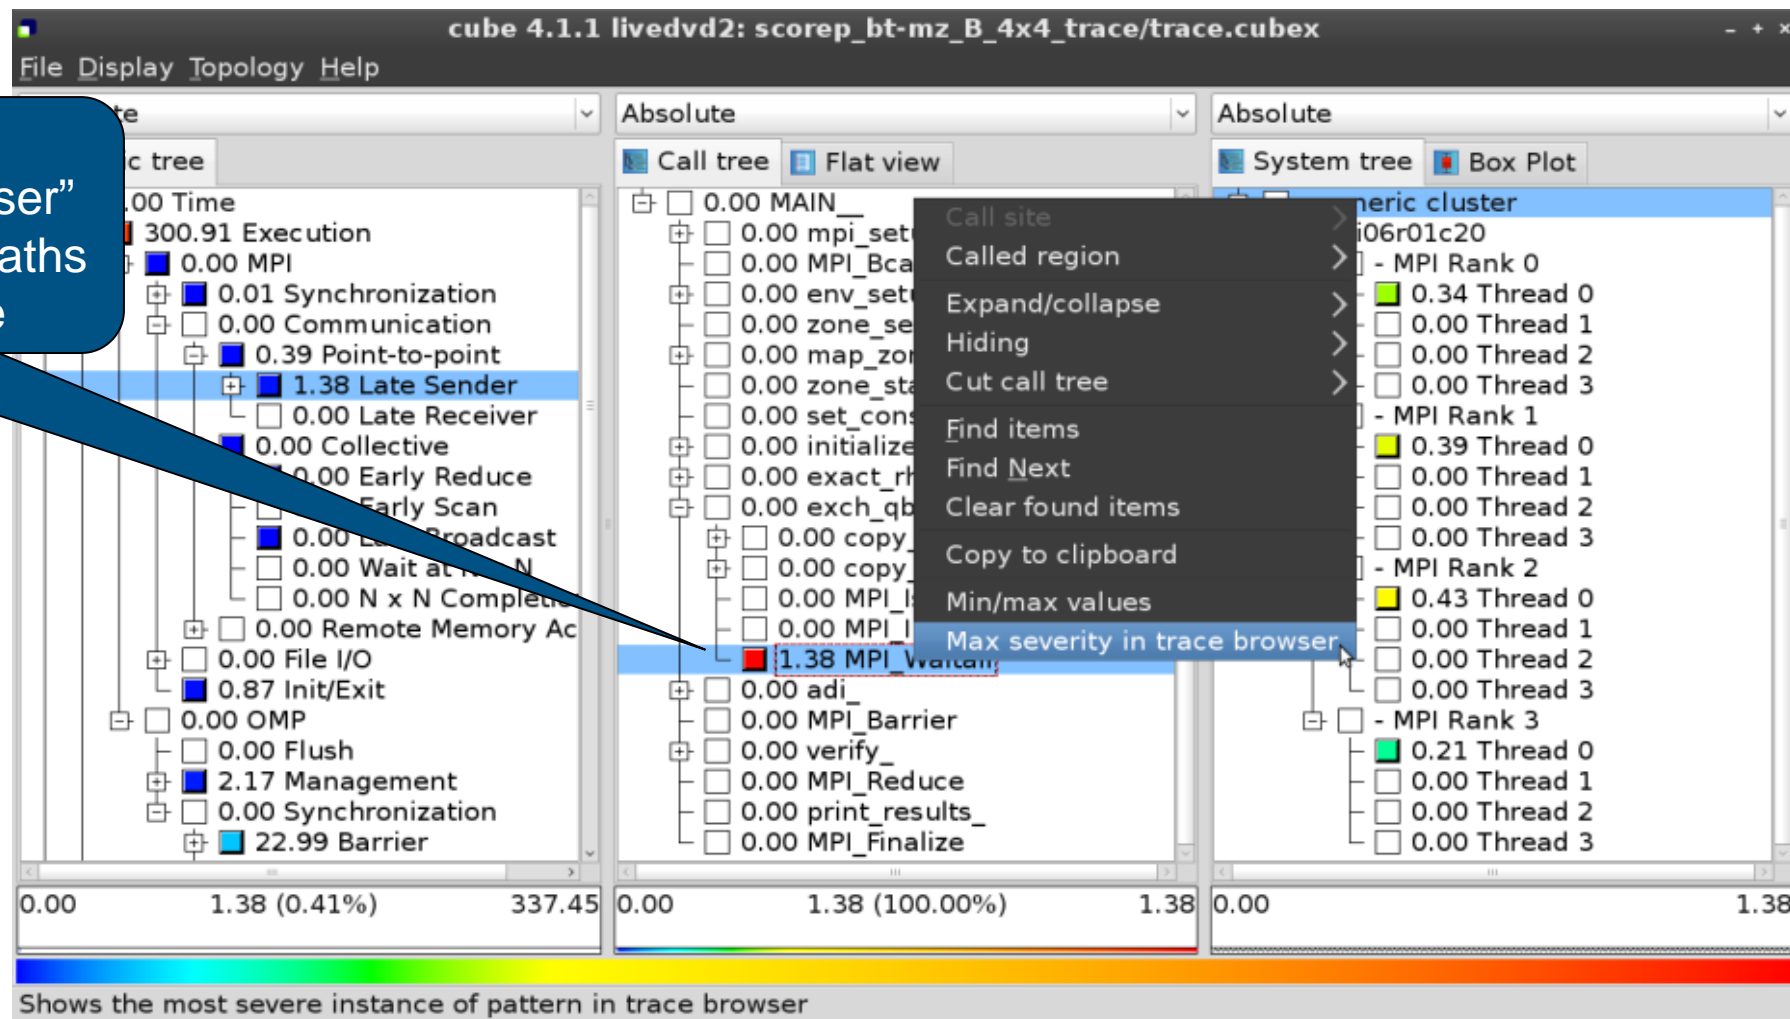 cube 4.1.1 livedvd2: scorep_bt-mz_B_4x4_trace/trace.cubex
File Display Topology Help
Absolute
Absolute
tree
Call tree
Flat view
System tree
Box Plot
ser”
aths
e
.00 Time
300.91 Execution
0.00 MPI
0.01 Synchronization
0.00 Communication
0.39 Point-to-point
1.38 Late Sender
0.00 Late Receiver
0.00 Collective
0.00 Early Reduce
Early Scan
0.00 Broadcast
0.00 Wait at N
0.00 N x N
0.00 Remote Memory Ac
0.00 File I/O
0.87 Init/Exit
0.00 OMP
0.00 Flush
2.17 Management
0.00 Synchronization
22.99 Barrier
0.00 MAIN__
0.00 mpi_setu
0.00 MPI_Bca
0.00 env_setu
0.00 zone_se
0.00 map_zon
0.00 zone_sta
0.00 set_cons
0.00 initialize
0.00 exact_rh
0.00 exch_qb
0.00 copy_
0.00 copy_
0.00 MPI_Is
0.00 MPI_I
1.38 MPI_Waitall
0.00 adi_
0.00 MPI_Barrier
0.00 verify_
0.00 MPI_Reduce
0.00 print_results_
0.00 MPI_Finalize
Call site
Called region
Expand/collapse
Hiding
Cut call tree
Find items
Find Next
Clear found items
Copy to clipboard
Min/max values
Max severity in trace browser
neric cluster
i06r01c20
- MPI Rank 0
0.34 Thread 0
0.00 Thread 1
0.00 Thread 2
0.00 Thread 3
- MPI Rank 1
0.39 Thread 0
0.00 Thread 1
0.00 Thread 2
0.00 Thread 3
- MPI Rank 2
0.43 Thread 0
0.00 Thread 1
0.00 Thread 2
0.00 Thread 3
- MPI Rank 3
0.21 Thread 0
0.00 Thread 1
0.00 Thread 2
0.00 Thread 3
0.00 1.38 (0.41%) 337.45
0.00 1.38 (100.00%) 1.38
0.00 1.38
Shows the most severe instance of pattern in trace browser